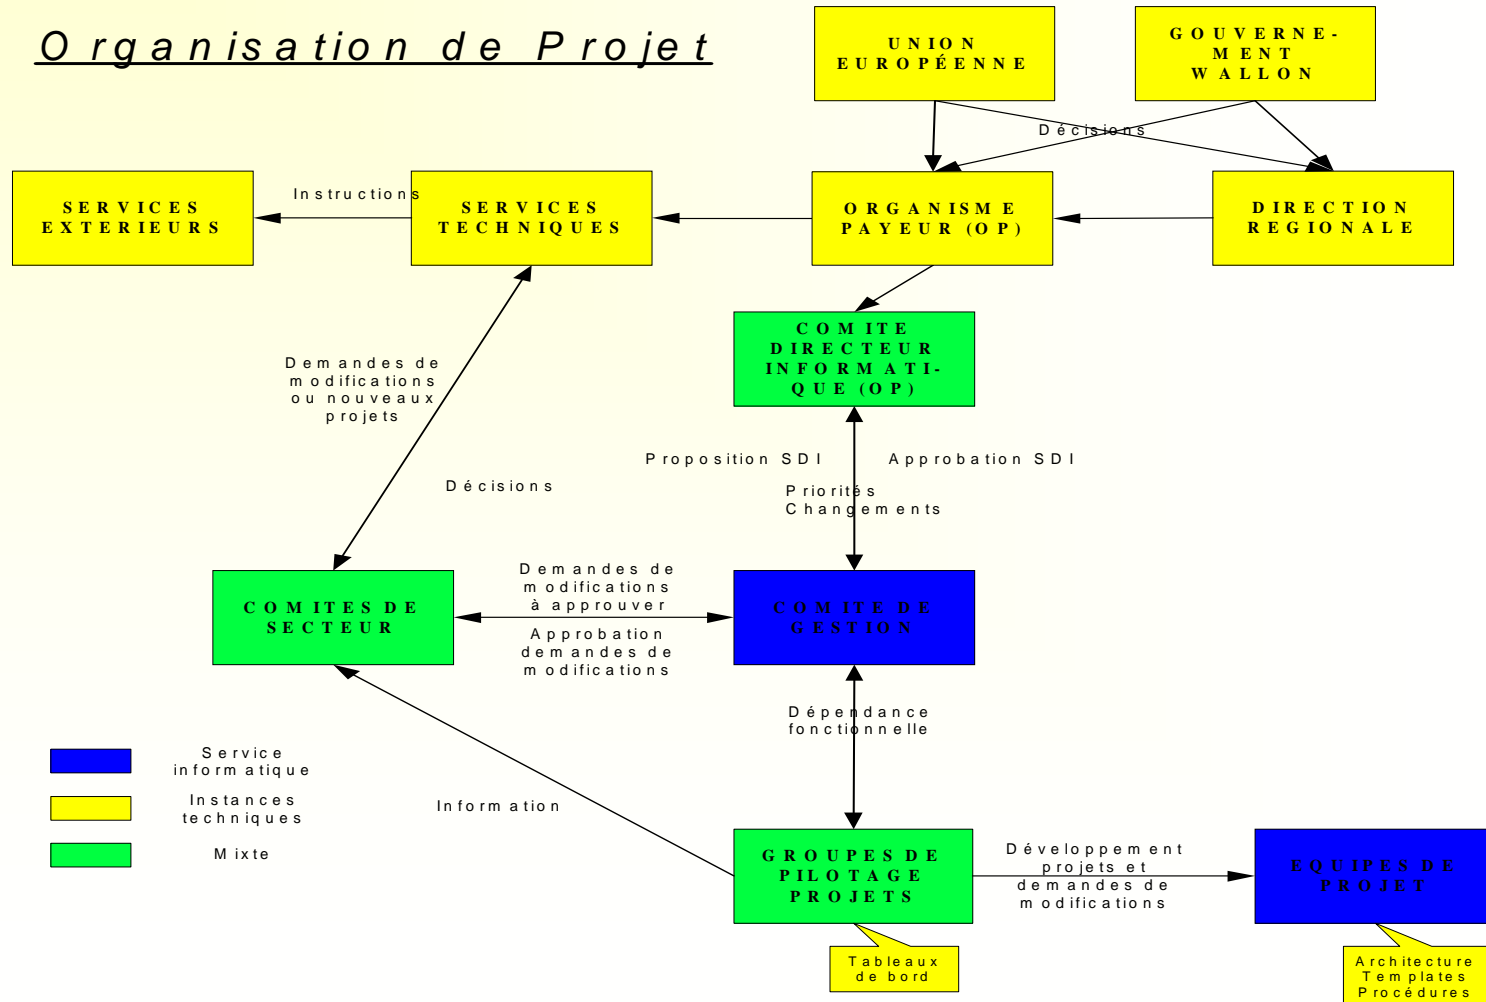 Organisation de Projet
UNION
EUROPÉENNE
GOUVERNE-
MENT
WALLON
Décisions
SERVICES
EXTERIEURS
Instructions
SERVICES
TECHNIQUES
ORGANISME
PAYEUR (OP)
DIRECTION
REGIONALE
COMITE
DIRECTEUR
INFORMATI-
QUE (OP)
Demandes de
modifications
ou nouveaux
projets
Décisions
Proposition SDI
Approbation SDI
Priorités
Changements
COMITES DE
SECTEUR
Demandes de
modifications
à approuver
Approbation
demandes de
modifications
COMITE DE
GESTION
Dépendance
fonctionnelle
Service
informatique
Instances
techniques
Mixte
Information
GROUPES DE
PILOTAGE
PROJETS
Développement
projets et
demandes de
modifications
EQUIPES DE
PROJET
Tableaux
de bord
Architecture
Templates
Procédures